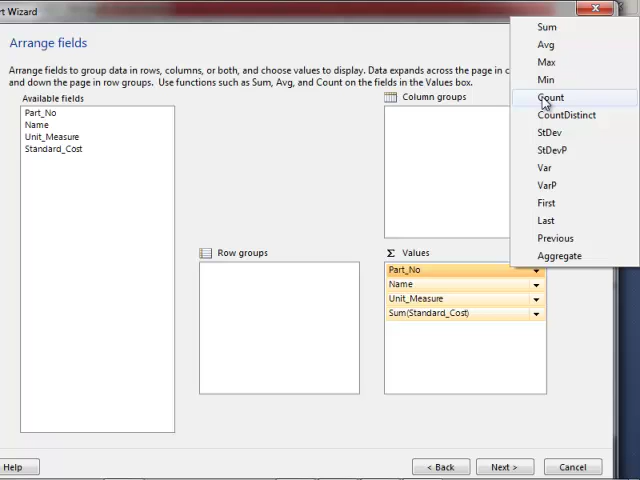 rt Wizard
Arrange fields
Arrange fields to group data in rows, columns, or both, and choose values to display. Data expands across the page in c
and down the page in row groups. Use functions such as Sum, Avg, and Count on the fields in the Values box.
Available fields
Part_No
Name
Unit_Measure
Standard_Cost
Column groups
Row groups
Σ Values
Part_No
Name
Unit_Measure
Sum(Standard_Cost)
Sum
Avg
Max
Min
Count
CountDistinct
StDev
StDevP
Var
VarP
First
Last
Previous
Aggregate
Help
< Back
Next >
Cancel